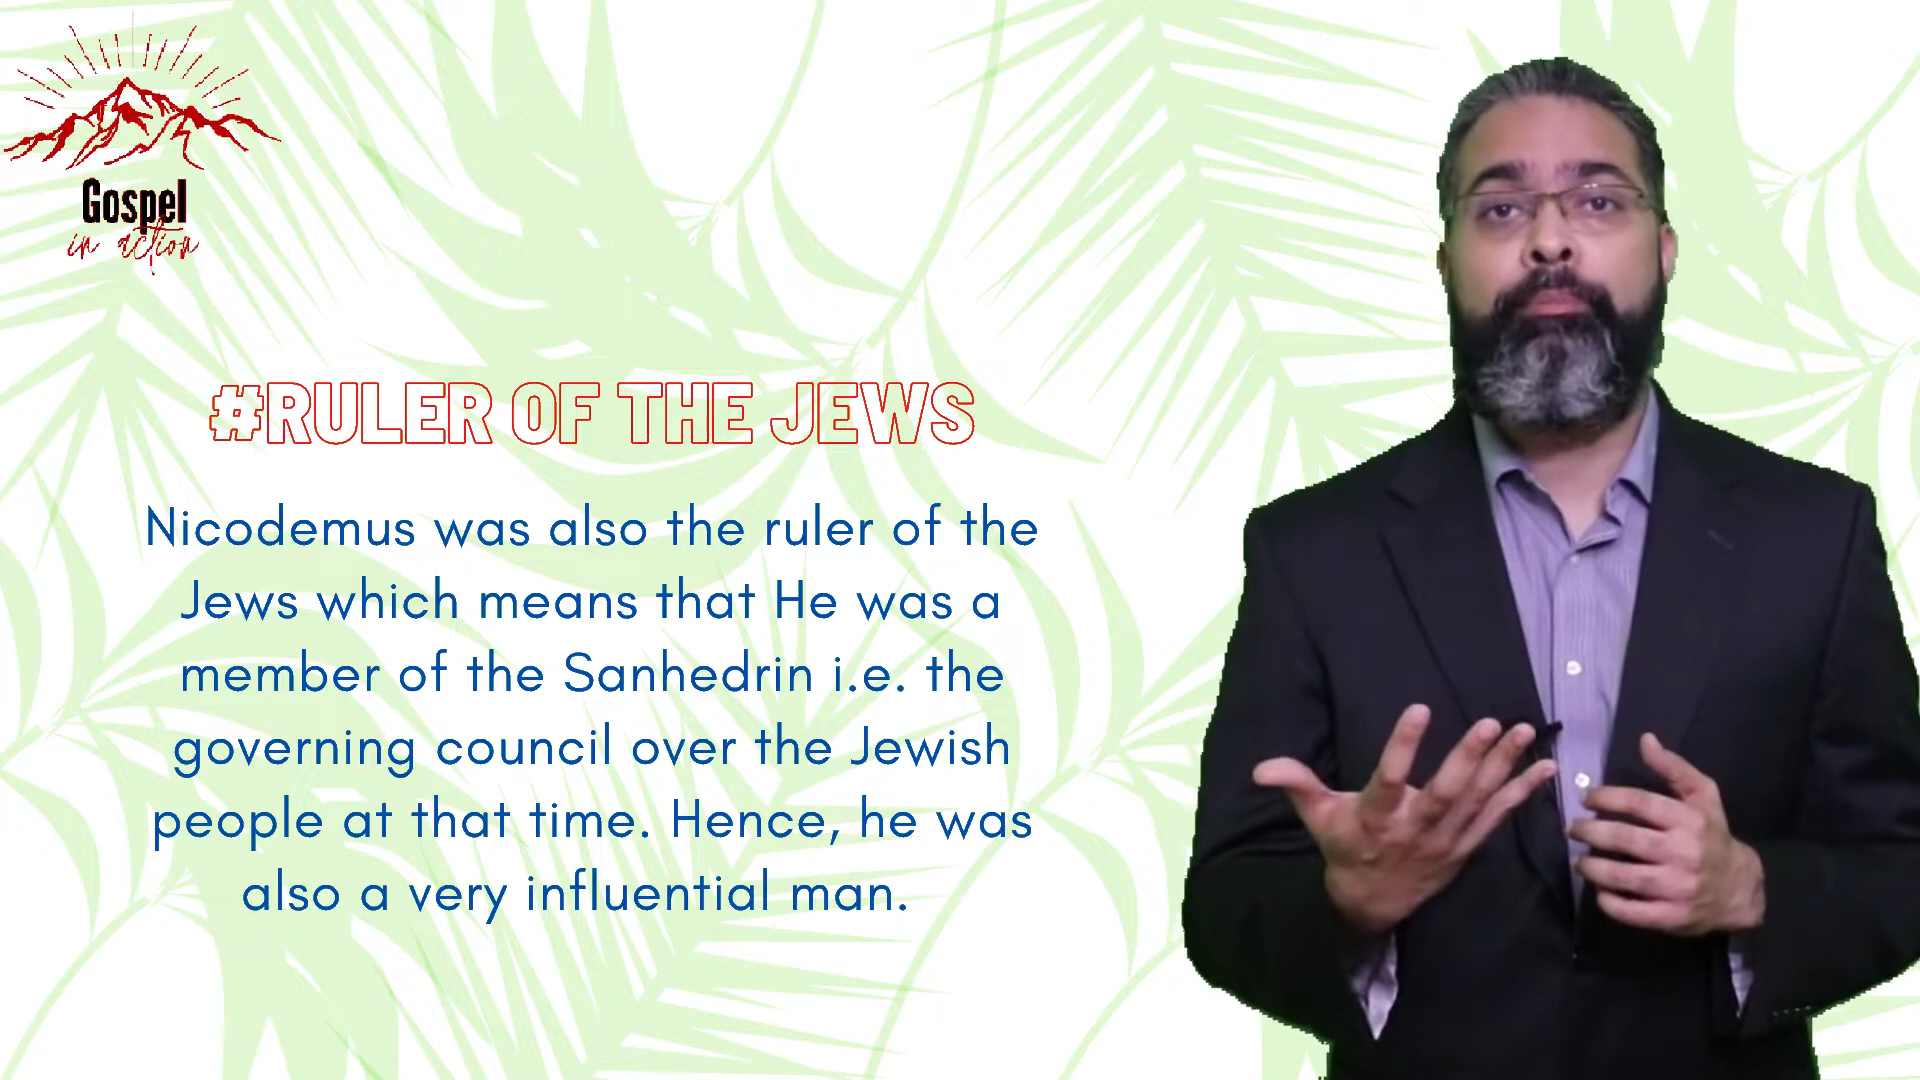 Gospel
in action
#RULER OF THE JEWS
Nicodemus was also the ruler of the
Jews which means that He was a
member of the Sanhedrin i.e. the
governing council over the Jewish
people at that time. Hence, he was
also a very influential man.